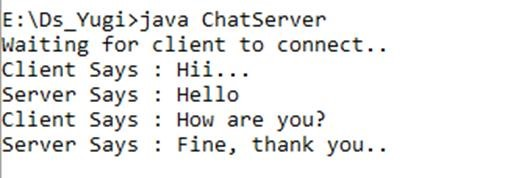 E:\Ds_Yugi>java ChatServer
Waiting for client to connect..
Client Says : Hii...
Server Says : Hello
Client Says : How are you?
Server Says : Fine, thank you..